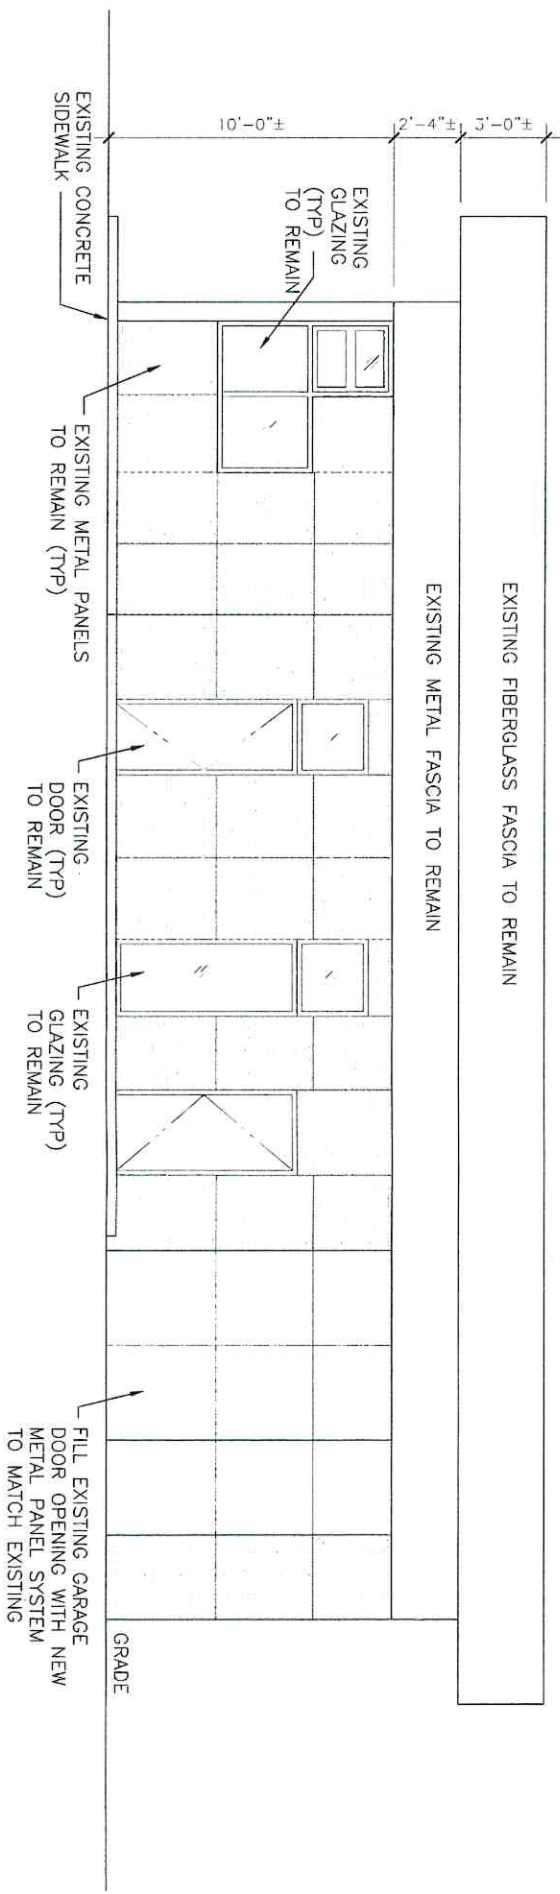 3'-0"±
2'-4"±
10'-0"±
EXISTING FIBERGLASS FASCIA TO REMAIN
EXISTING METAL FASCIA TO REMAIN
EXISTING
GLAZING
(TYP)
TO REMAIN
EXISTING CONCRETE
SIDEWALK
EXISTING METAL PANELS
TO REMAIN (TYP)
EXISTING
DOOR (TYP)
TO REMAIN
EXISTING
GLAZING (TYP)
TO REMAIN
FILL EXISTING GARAGE
DOOR OPENING WITH NEW
METAL PANEL SYSTEM
TO MATCH EXISTING
GRADE